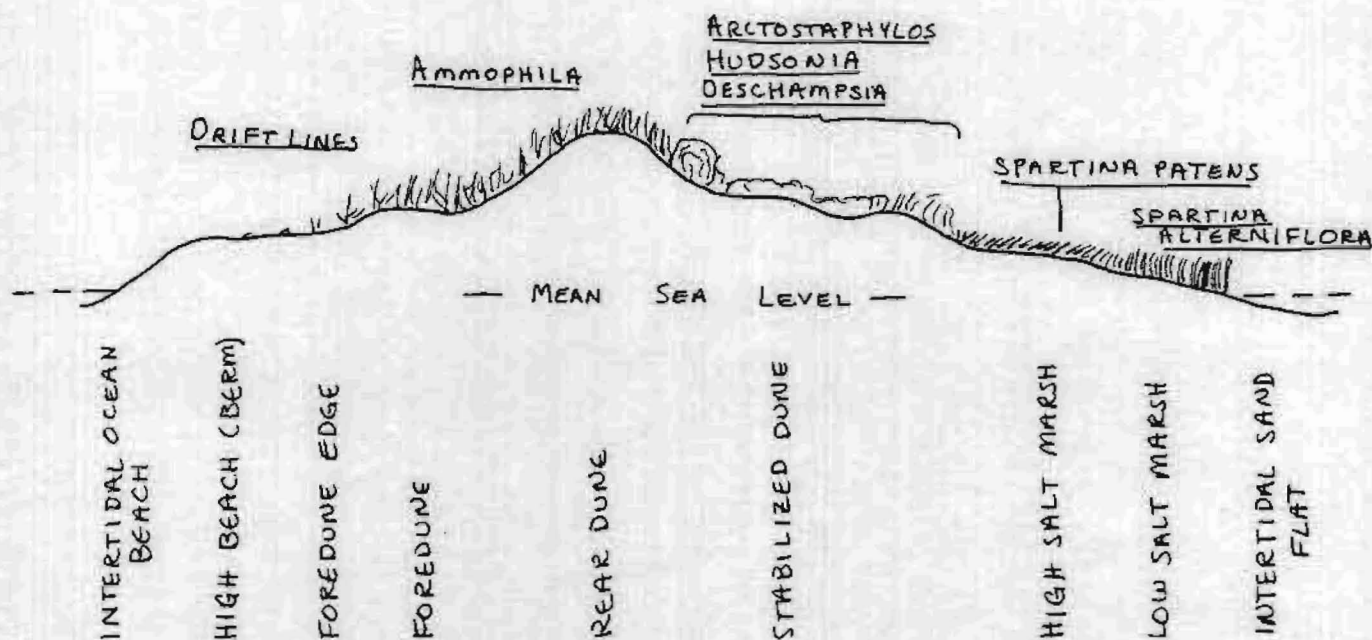 ARCTOSTAPHYLOS
HUDSONIA
DESCHAMPSIA
AMMOPHILA
DRIFT LINES
SPARTINA PATENS
SPARTINA
ALTERNIFLORA
MEAN SEA LEVEL
INTERTIDAL OCEAN
BEACH
HIGH BEACH (BERM)
FOREDUNE EDGE
FOREDUNE
REAR DUNE
STABILIZED DUNE
HIGH SALT MARSH
LOW SALT MARSH
INTERTIDAL SAND
FLAT